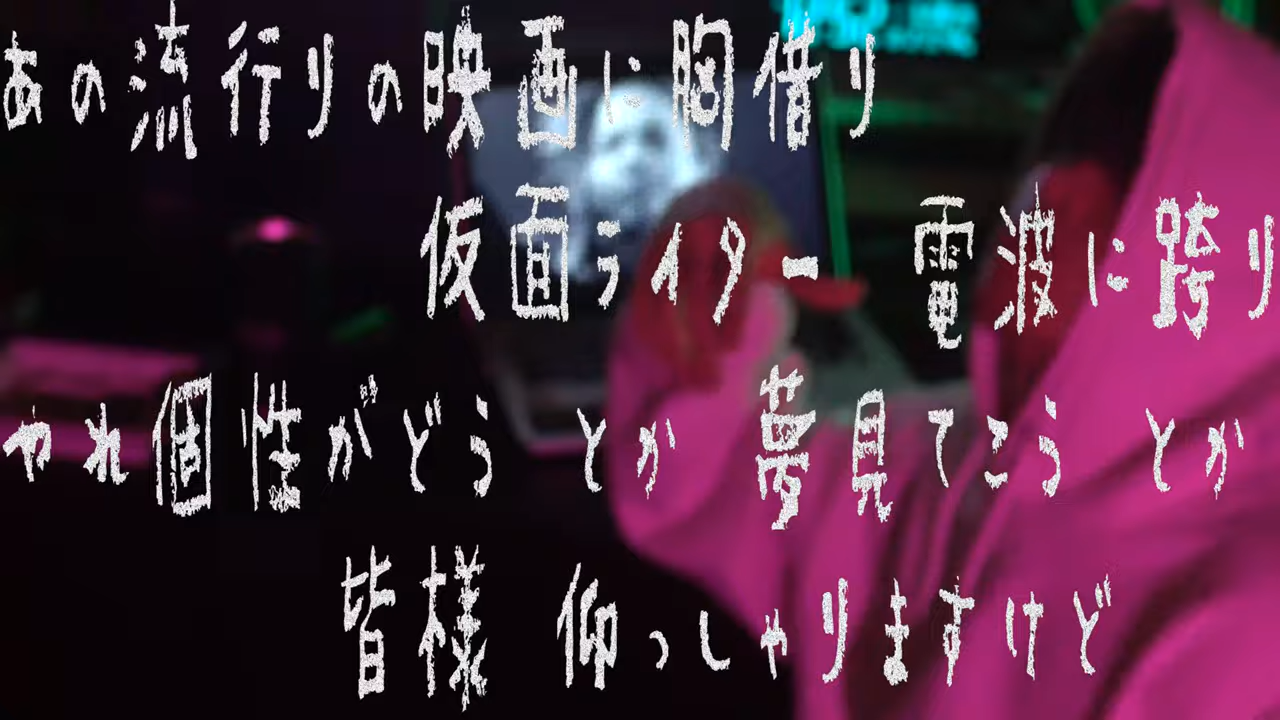 あの流行りの映画に胸借り
仮面ライター 電波に跨り
やれ個性がどう とか 夢見てこう とか
皆様 仰っしゃりますけど